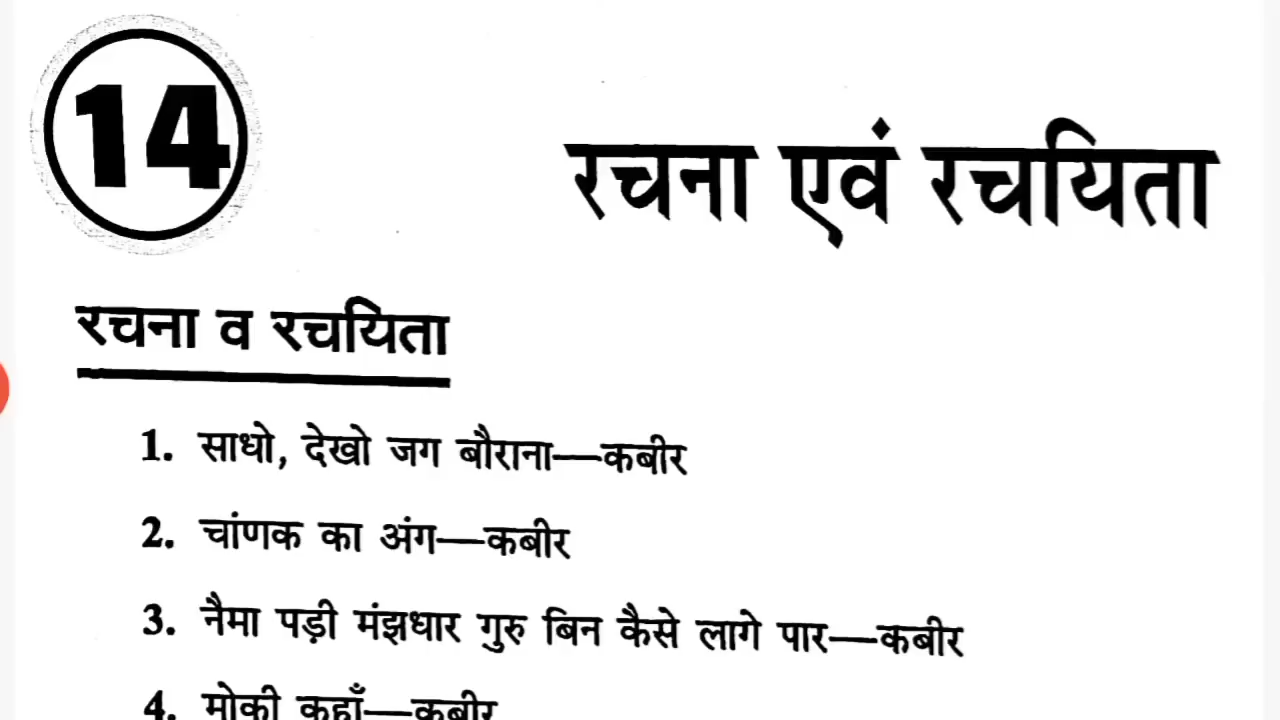 14
रचना एवं रचयिता
रचना व रचयिता
1. साधो, देखो जग बौराना—कबीर
2. चांणक का अंग—कबीर
3. नैमा पड़ी मंझधार गुरु बिन कैसे लागे पार—कबीर
4. मोकी कहाँ—कबीर